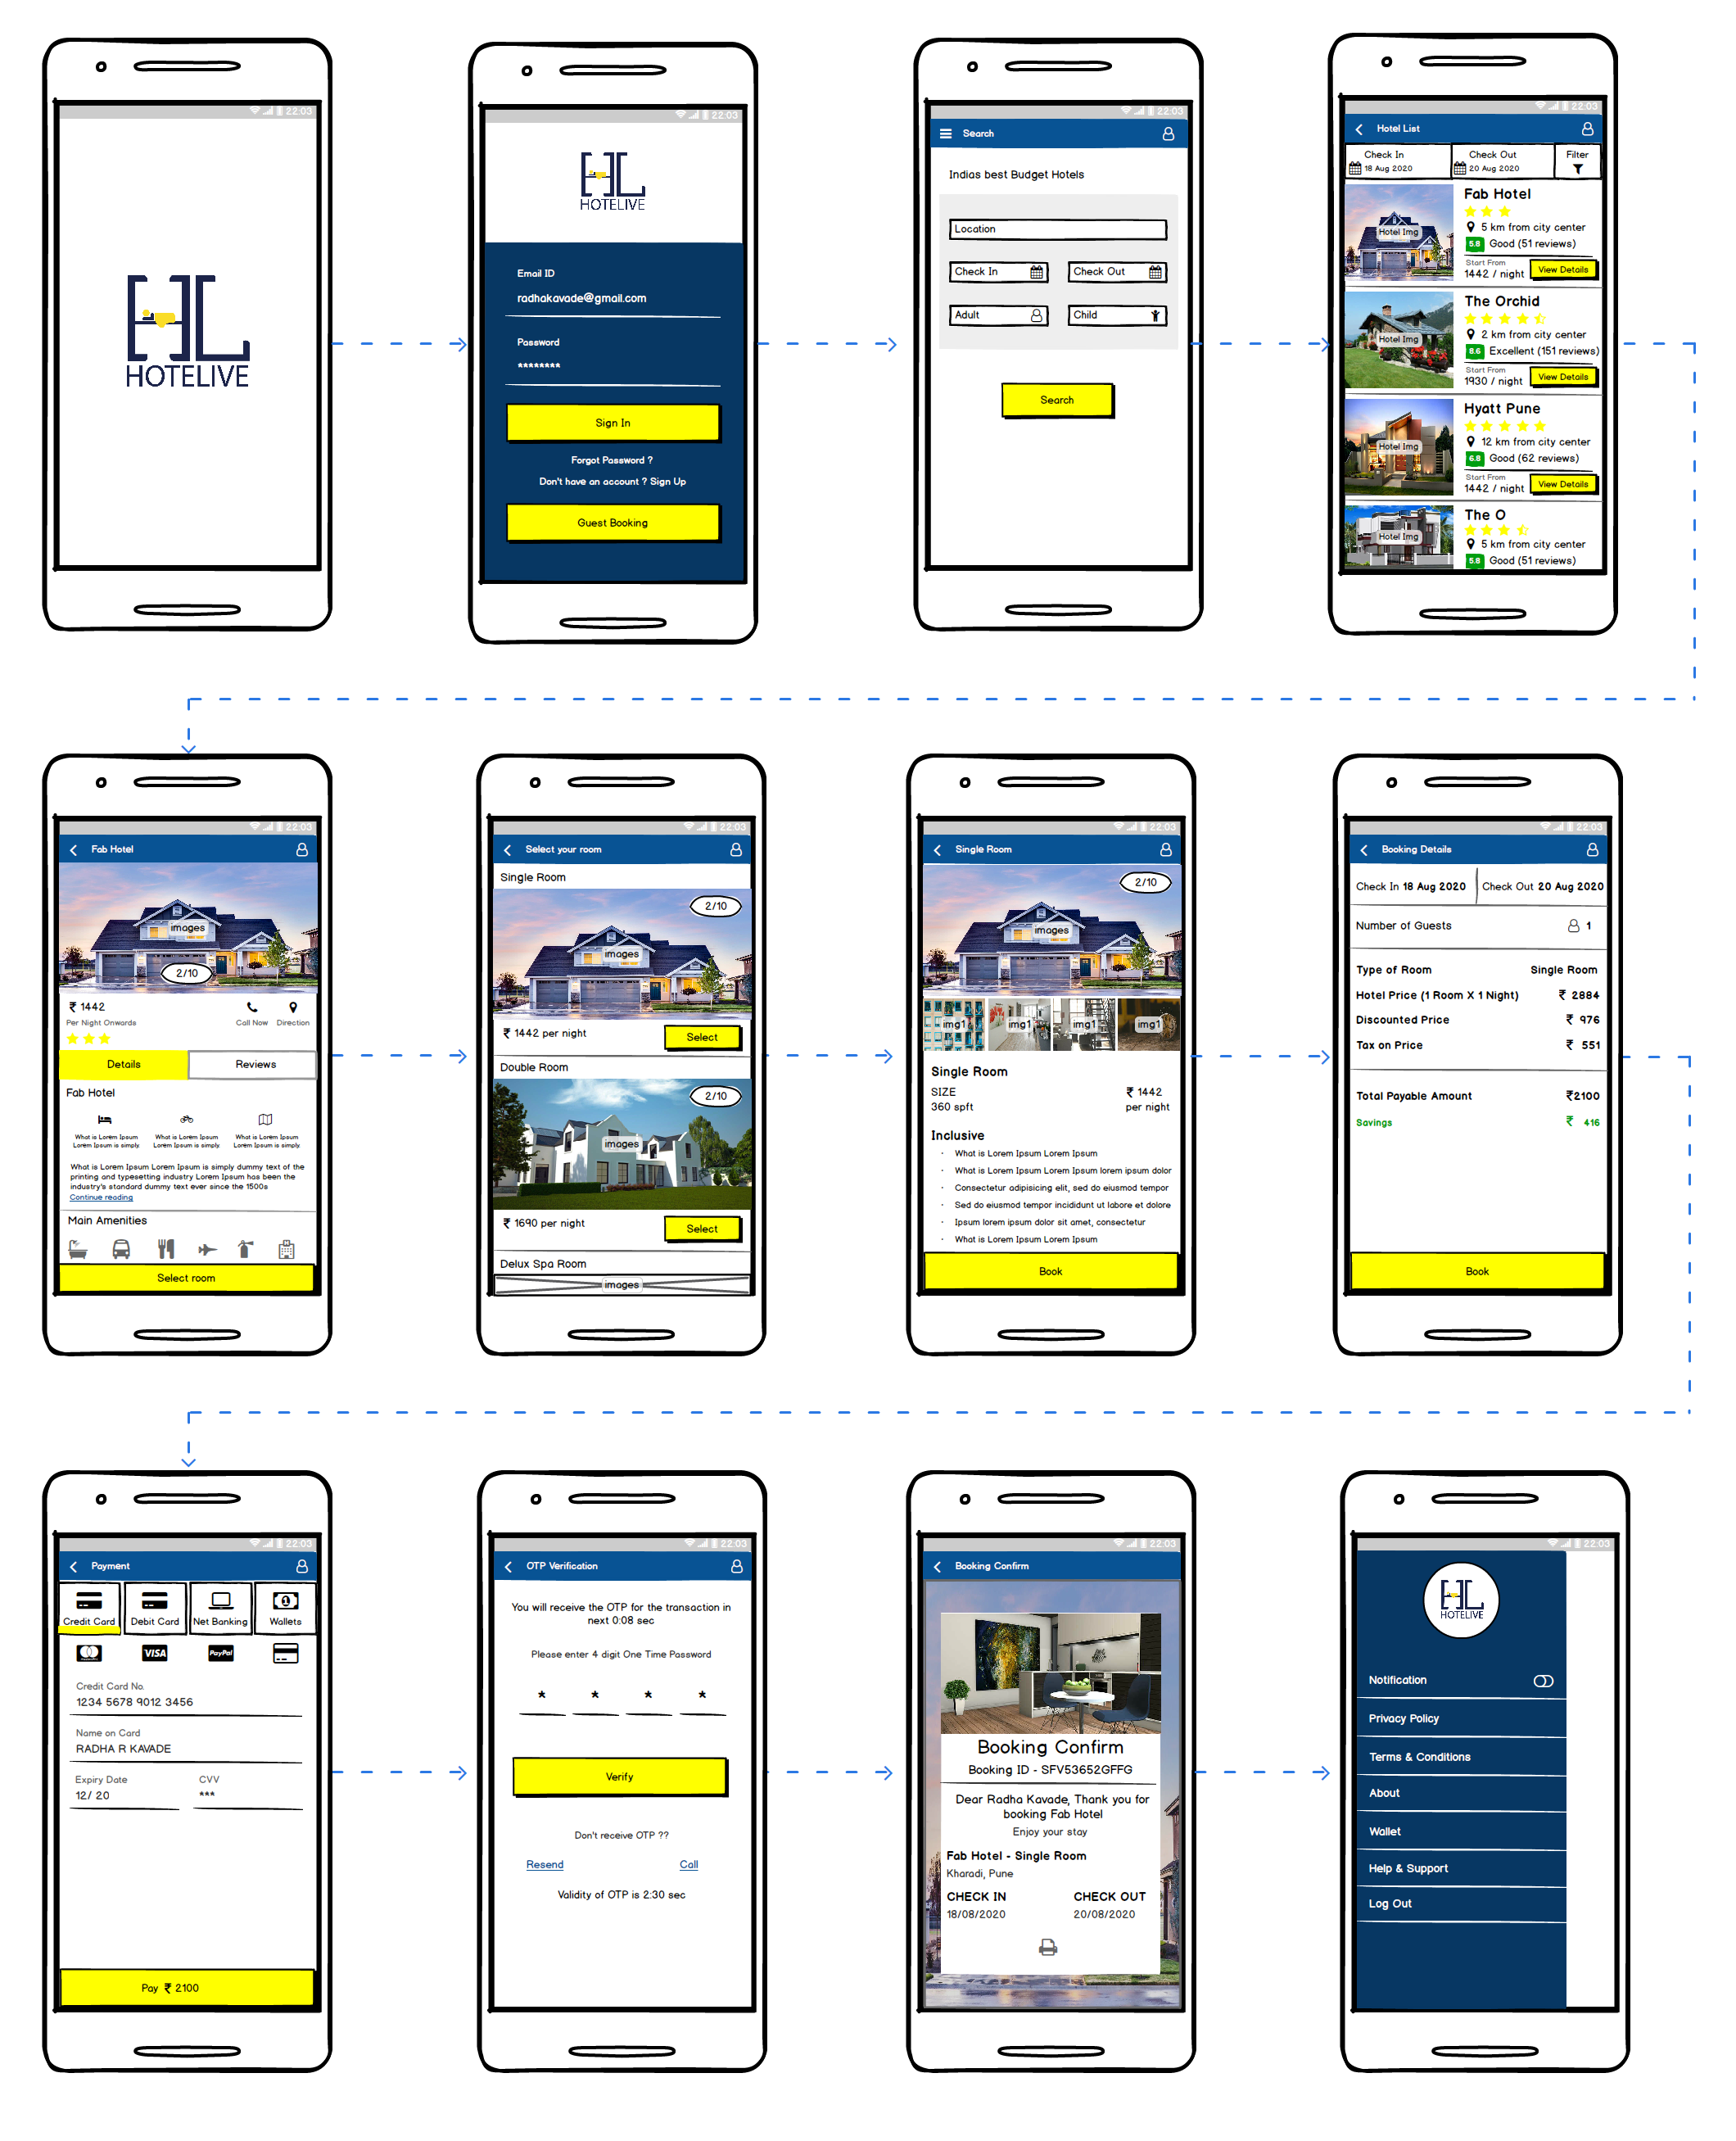 22:03
HL
HOTELIVE
22:03
HL
HOTELIVE
Email ID
radhakavade@gmail.com
Password
********
Sign In
Forgot Password ?
Don't have an account ? Sign Up
Guest Booking
22:03
Search
Indias best Budget Hotels
Location
Check In
Check Out
Adult
Child
Search
22:03
Hotel List
Check In
18 Aug 2020
Check Out
20 Aug 2020
Filter
Hotel Img
Fab Hotel
5 km from city center
5.8 Good (51 reviews)
Start From
1442 / night
View Details
Hotel Img
The Orchid
2 km from city center
8.6 Excellent (151 reviews)
Start From
1930 / night
View Details
Hotel Img
Hyatt Pune
12 km from city center
6.8 Good (62 reviews)
Start From
1442 / night
View Details
Hotel Img
The O
5 km from city center
5.8 Good (51 reviews)
22:03
Fab Hotel
images
2/10
₹ 1442
Per Night Onwards
Call Now
Direction
Details
Reviews
Fab Hotel
What is Lorem Ipsum
Lorem Ipsum is simply
What is Lorem Ipsum
Lorem Ipsum is simply
What is Lorem Ipsum
Lorem Ipsum is simply
What is Lorem Ipsum Lorem Ipsum is simply dummy text of the
printing and typesetting industry Lorem Ipsum has been the
industry's standard dummy text ever since the 1500s
Continue reading
Main Amenities
Select room
22:03
Select your room
Single Room
2/10
images
images
₹ 1442 per night
Select
Double Room
2/10
images
₹ 1690 per night
Select
Delux Spa Room
images
22:03
Single Room
2/10
images
img1
img1
img1
img1
Single Room
SIZE
360 spft
₹ 1442
per night
Inclusive
· What is Lorem Ipsum Lorem Ipsum
· What is Lorem Ipsum Lorem Ipsum lorem ipsum dolor
· Consectetur adipisicing elit, sed do eiusmod tempor
· Sed do eiusmod tempor incididunt ut labore et dolore
· Ipsum lorem ipsum dolor sit amet, consectetur
· What is Lorem Ipsum Lorem Ipsum
Book
22:03
Booking Details
Check In 18 Aug 2020
Check Out 20 Aug 2020
Number of Guests 1
Type of Room Single Room
Hotel Price (1 Room X 1 Night) ₹ 2884
Discounted Price ₹ 976
Tax on Price ₹ 551
Total Payable Amount ₹2100
Savings ₹ 416
Book
22:03
Payment
Credit Card
Debit Card
Net Banking
Wallets
VISA
PayPal
Credit Card No.
1234 5678 9012 3456
Name on Card
RADHA R KAVADE
Expiry Date
12/ 20
CVV
***
Pay ₹ 2100
22:03
OTP Verification
You will receive the OTP for the transaction in
next 0:08 sec
Please enter 4 digit One Time Password
* * * *
Verify
Don't receive OTP ??
Resend
Call
Validity of OTP is 2:30 sec
22:03
Booking Confirm
Booking Confirm
Booking ID - SFV53652GFFG
Dear Radha Kavade, Thank you for
booking Fab Hotel
Enjoy your stay
Fab Hotel - Single Room
Kharadi, Pune
CHECK IN
18/08/2020
CHECK OUT
20/08/2020
22:03
HL
HOTELIVE
Notification
Privacy Policy
Terms & Conditions
About
Wallet
Help & Support
Log Out